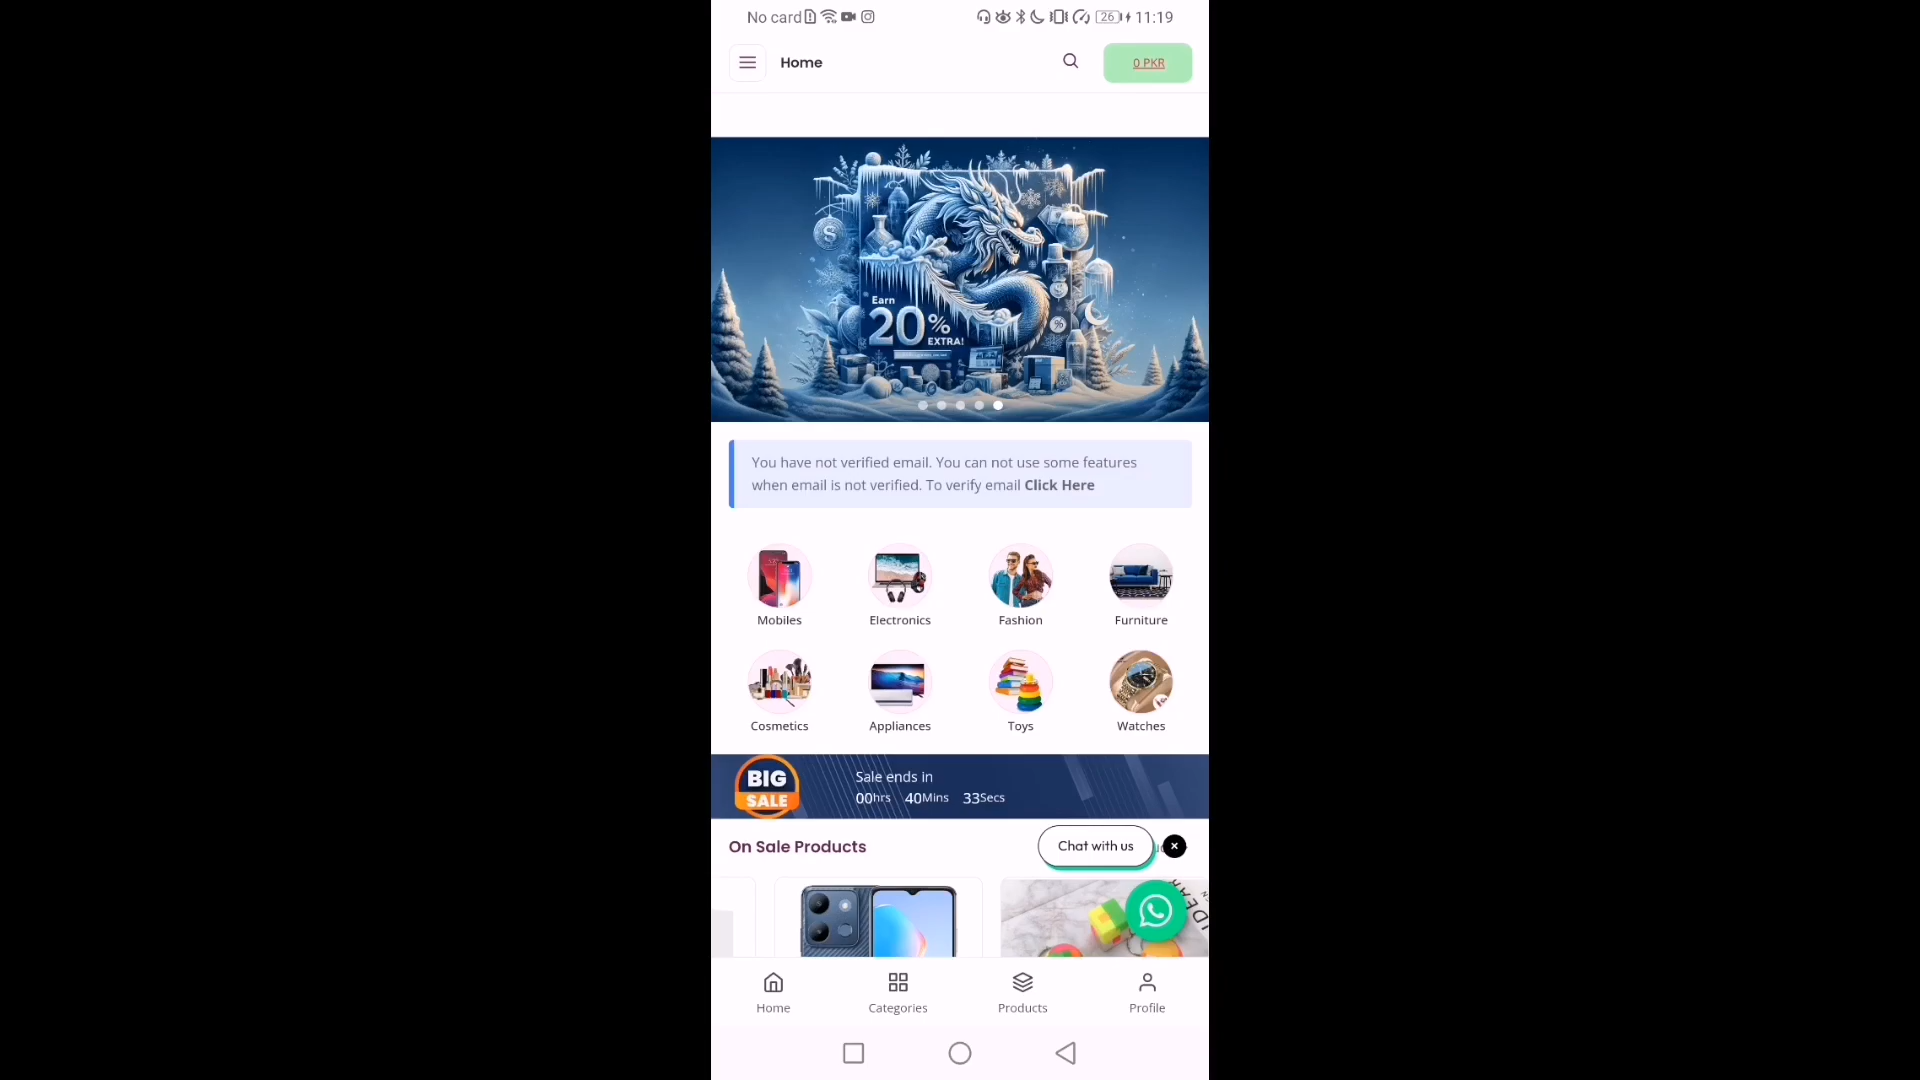 No card 26 11:19
Home 0 PKR
Earn
20%
EXTRA!
You have not verified email. You can not use some features
when email is not verified. To verify email Click Here
Mobiles Electronics Fashion Furniture
Cosmetics Appliances Toys Watches
BIG
SALE
Sale ends in
00hrs 40Mins 33Secs
On Sale Products Chat with us
Home Categories Products Profile